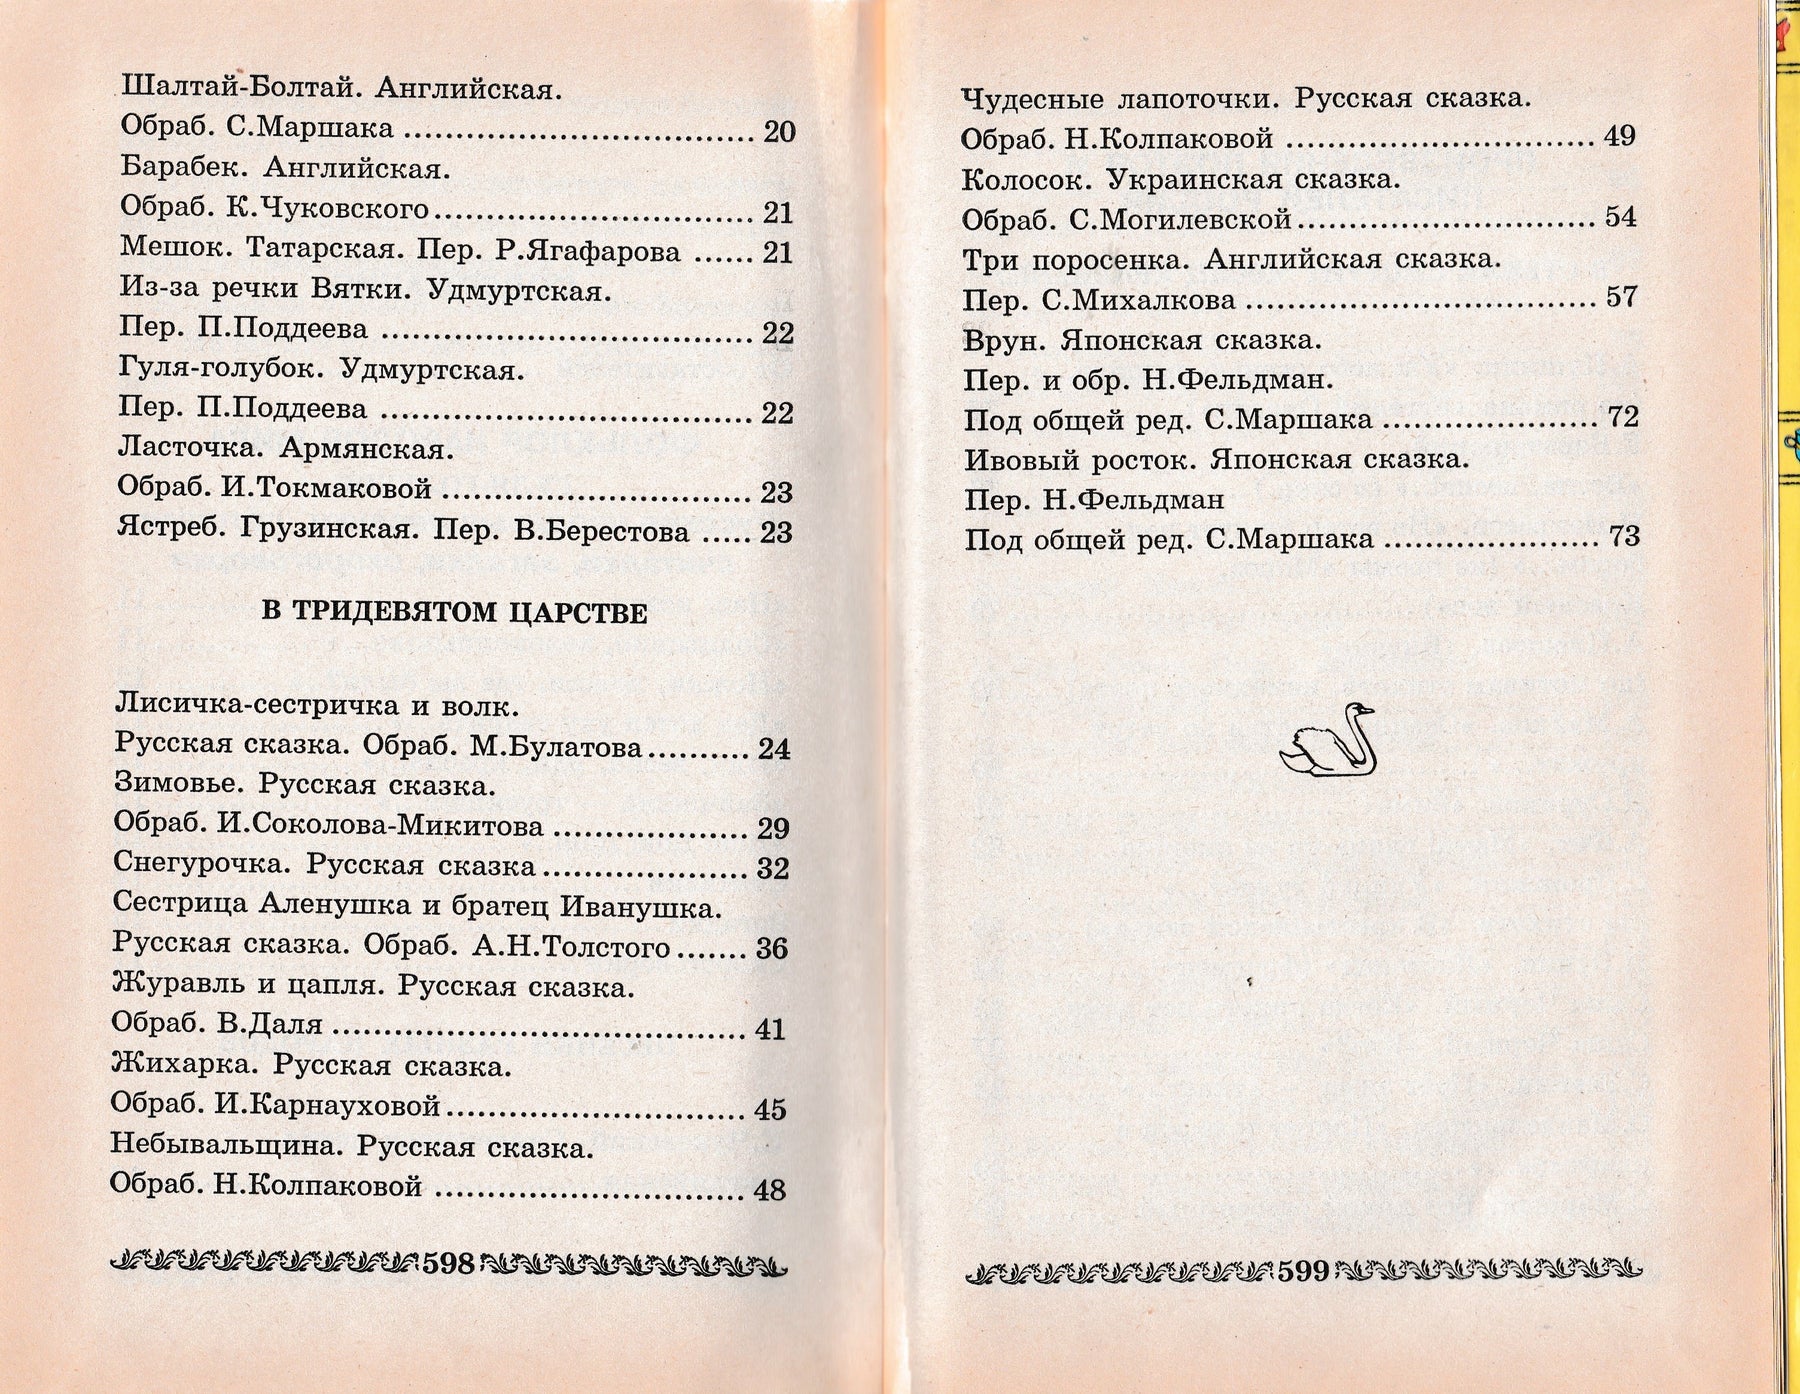 Шалтай-Болтай. Английская.
Обраб. С.Маршака .................................. 20
Барабек. Английская.
Обраб. К.Чуковского............................... 21
Мешок. Татарская. Пер. Р.Ягафарова ...... 21
Из-за речки Вятки. Удмуртская.
Пер. П.Поддеева .................................... 22
Гуля-голубок. Удмуртская.
Пер. П.Поддеева .................................... 22
Ласточка. Армянская.
Обраб. И.Токмаковой .............................. 23
Ястреб. Грузинская. Пер. В.Берестова ..... 23
В ТРИДЕВЯТОМ ЦАРСТВЕ
Лисичка-сестричка и волк.
Русская сказка. Обраб. М.Булатова.......... 24
Зимовье. Русская сказка.
Обраб. И.Соколова-Микитова ................... 29
Снегурочка. Русская сказка.................... 32
Сестрица Аленушка и братец Иванушка.
Русская сказка. Обраб. А.Н.Толстого....... 36
Журавль и цапля. Русская сказка.
Обраб. В.Даля ........................................ 41
Жихарка. Русская сказка.
Обраб. И.Карнауховой............................. 45
Небывальщина. Русская сказка.
Обраб. Н.Колпаковой .............................. 48
598
Чудесные лапоточки. Русская сказка.
Обраб. Н.Колпаковой .............................. 49
Колосок. Украинская сказка.
Обраб. С.Могилевской............................. 54
Три поросенка. Английская сказка.
Пер. С.Михалкова .................................. 57
Врун. Японская сказка.
Пер. и обр. Н.Фельдман.
Под общей ред. С.Маршака ..................... 72
Ивовый росток. Японская сказка.
Пер. Н.Фельдман
Под общей ред. С.Маршака ..................... 73
599